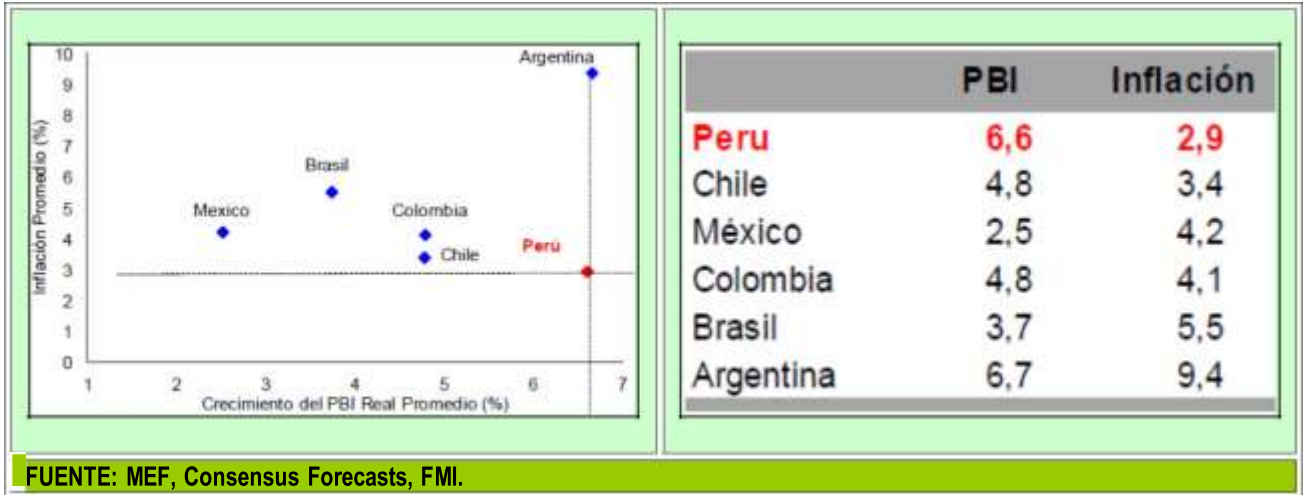 Inflación Promedio (%)
10
9
8
7
6
5
4
3
2
1
0
Argentina
Brasil
Mexico
Colombia
Chile
Perú
1 2 3 4 5 6 7
Crecimiento del PBI Real Promedio (%)
PBI Inflación
Peru 6,6 2,9
Chile 4,8 3,4
México 2,5 4,2
Colombia 4,8 4,1
Brasil 3,7 5,5
Argentina 6,7 9,4
FUENTE: MEF, Consensus Forecasts, FMI.